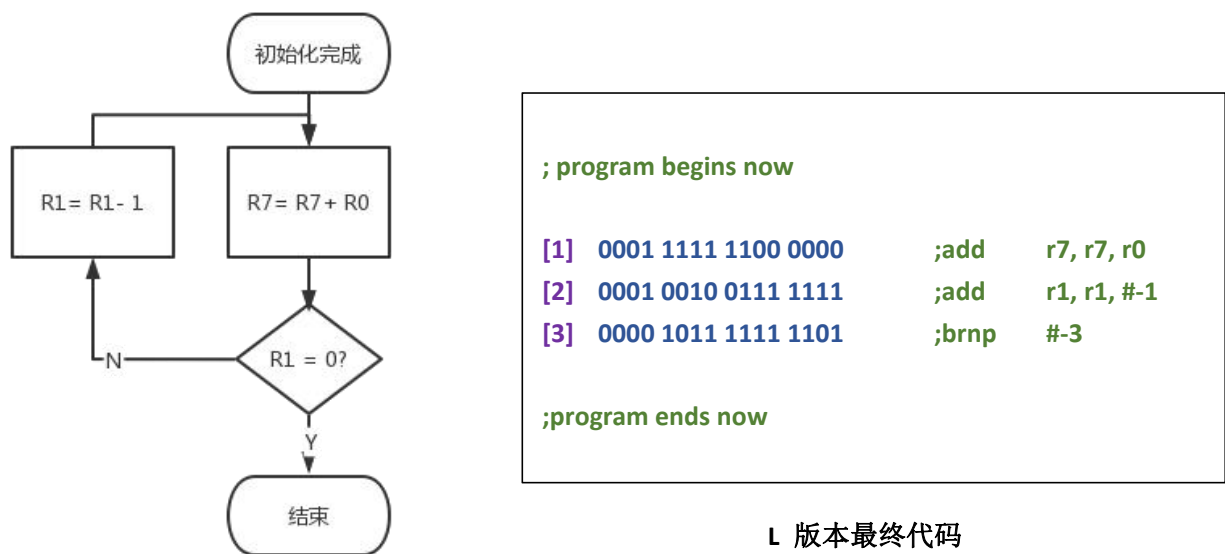 初始化完成
R1= R1- 1
R7= R7+ R0
R1 = 0?
N
Y
结束
; program begins now
[1] 0001 1111 1100 0000 ;add r7, r7, r0
[2] 0001 0010 0111 1111 ;add r1, r1, #-1
[3] 0000 1011 1111 1101 ;brnp #-3
;program ends now
L 版本最终代码